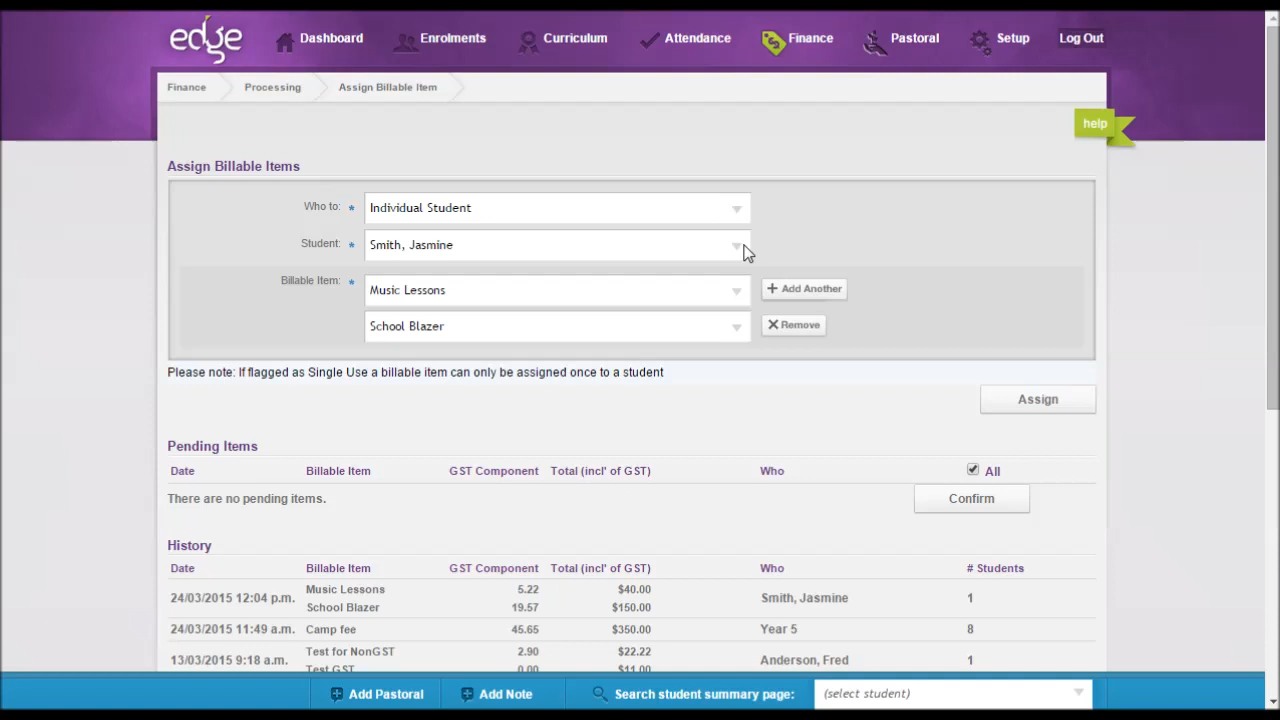 edge Dashboard Enrolments Curriculum Attendance Finance Pastoral Setup Log Out
Finance Processing Assign Billable Item
help
Assign Billable Items
Who to: * Individual Student
Student: * Smith, Jasmine
Billable Item: * Music Lessons + Add Another
School Blazer X Remove
Please note: If flagged as Single Use a billable item can only be assigned once to a student
Assign
Pending Items
Date Billable Item GST Component Total (incl' of GST) Who All
There are no pending items. Confirm
History
Date Billable Item GST Component Total (incl' of GST) Who # Students
24/03/2015 12:04 p.m. Music Lessons 5.22 $40.00 Smith, Jasmine 1
School Blazer 19.57 $150.00
24/03/2015 11:49 a.m. Camp fee 45.65 $350.00 Year 5 8
13/03/2015 9:18 a.m. Test for NonGST 2.90 $22.22 Anderson, Fred 1
Test GST 0.00 $11.00
Add Pastoral Add Note Search student summary page: (select student)